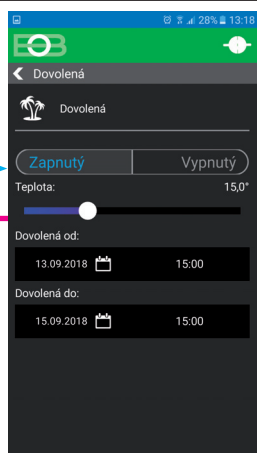 28% 13:18
EOB
Dovolená
Dovolená
Zapnutý Vypnutý
Teplota: 15,0°
Dovolená od:
13.09.2018 15:00
Dovolená do:
15.09.2018 15:00